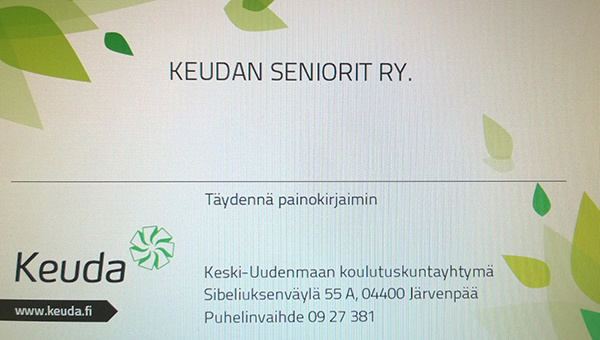 KEUDAN SENIORIT RY.
Täydennä painokirjaimin
Keuda
www.keuda.fi
Keski-Uudenmaan koulutuskuntayhtymä
Sibeliuksenväylä 55 A, 04400 Järvenpää
Puhelinvaihde 09 27 381